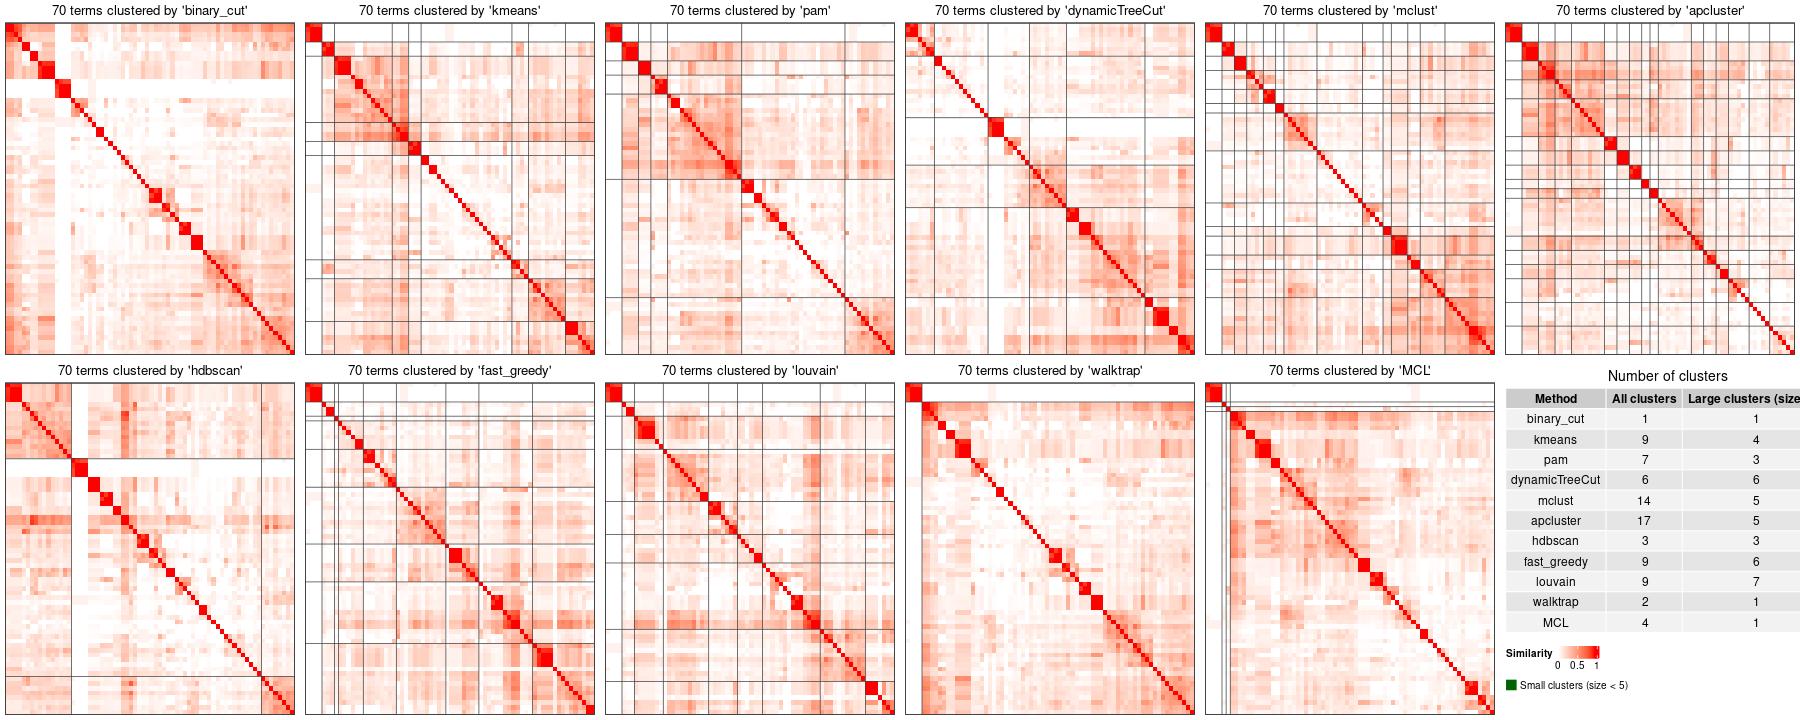 70 terms clustered by 'binary_cut'
70 terms clustered by 'kmeans'
70 terms clustered by 'pam'
70 terms clustered by 'dynamicTreeCut'
70 terms clustered by 'mclust'
70 terms clustered by 'apcluster'
70 terms clustered by 'hdbscan'
70 terms clustered by 'fast_greedy'
70 terms clustered by 'louvain'
70 terms clustered by 'walktrap'
70 terms clustered by 'MCL'
Number of clusters
Method All clusters Large clusters (size
binary_cut 1 1
kmeans 9 4
pam 7 3
dynamicTreeCut 6 6
mclust 14 5
apcluster 17 5
hdbscan 3 3
fast_greedy 9 6
louvain 9 7
walktrap 2 1
MCL 4 1
Similarity
0 0.5 1
Small clusters (size < 5)